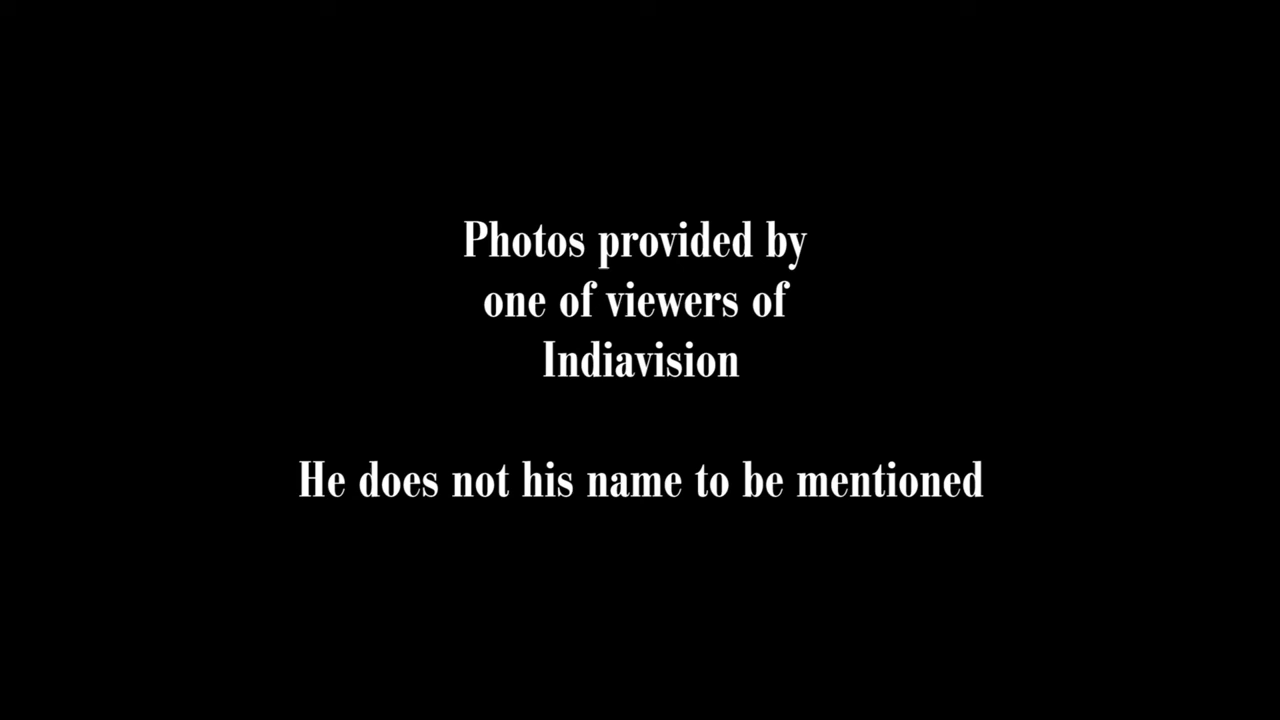 Photos provided by
one of viewers of
Indiavision
He does not his name to be mentioned